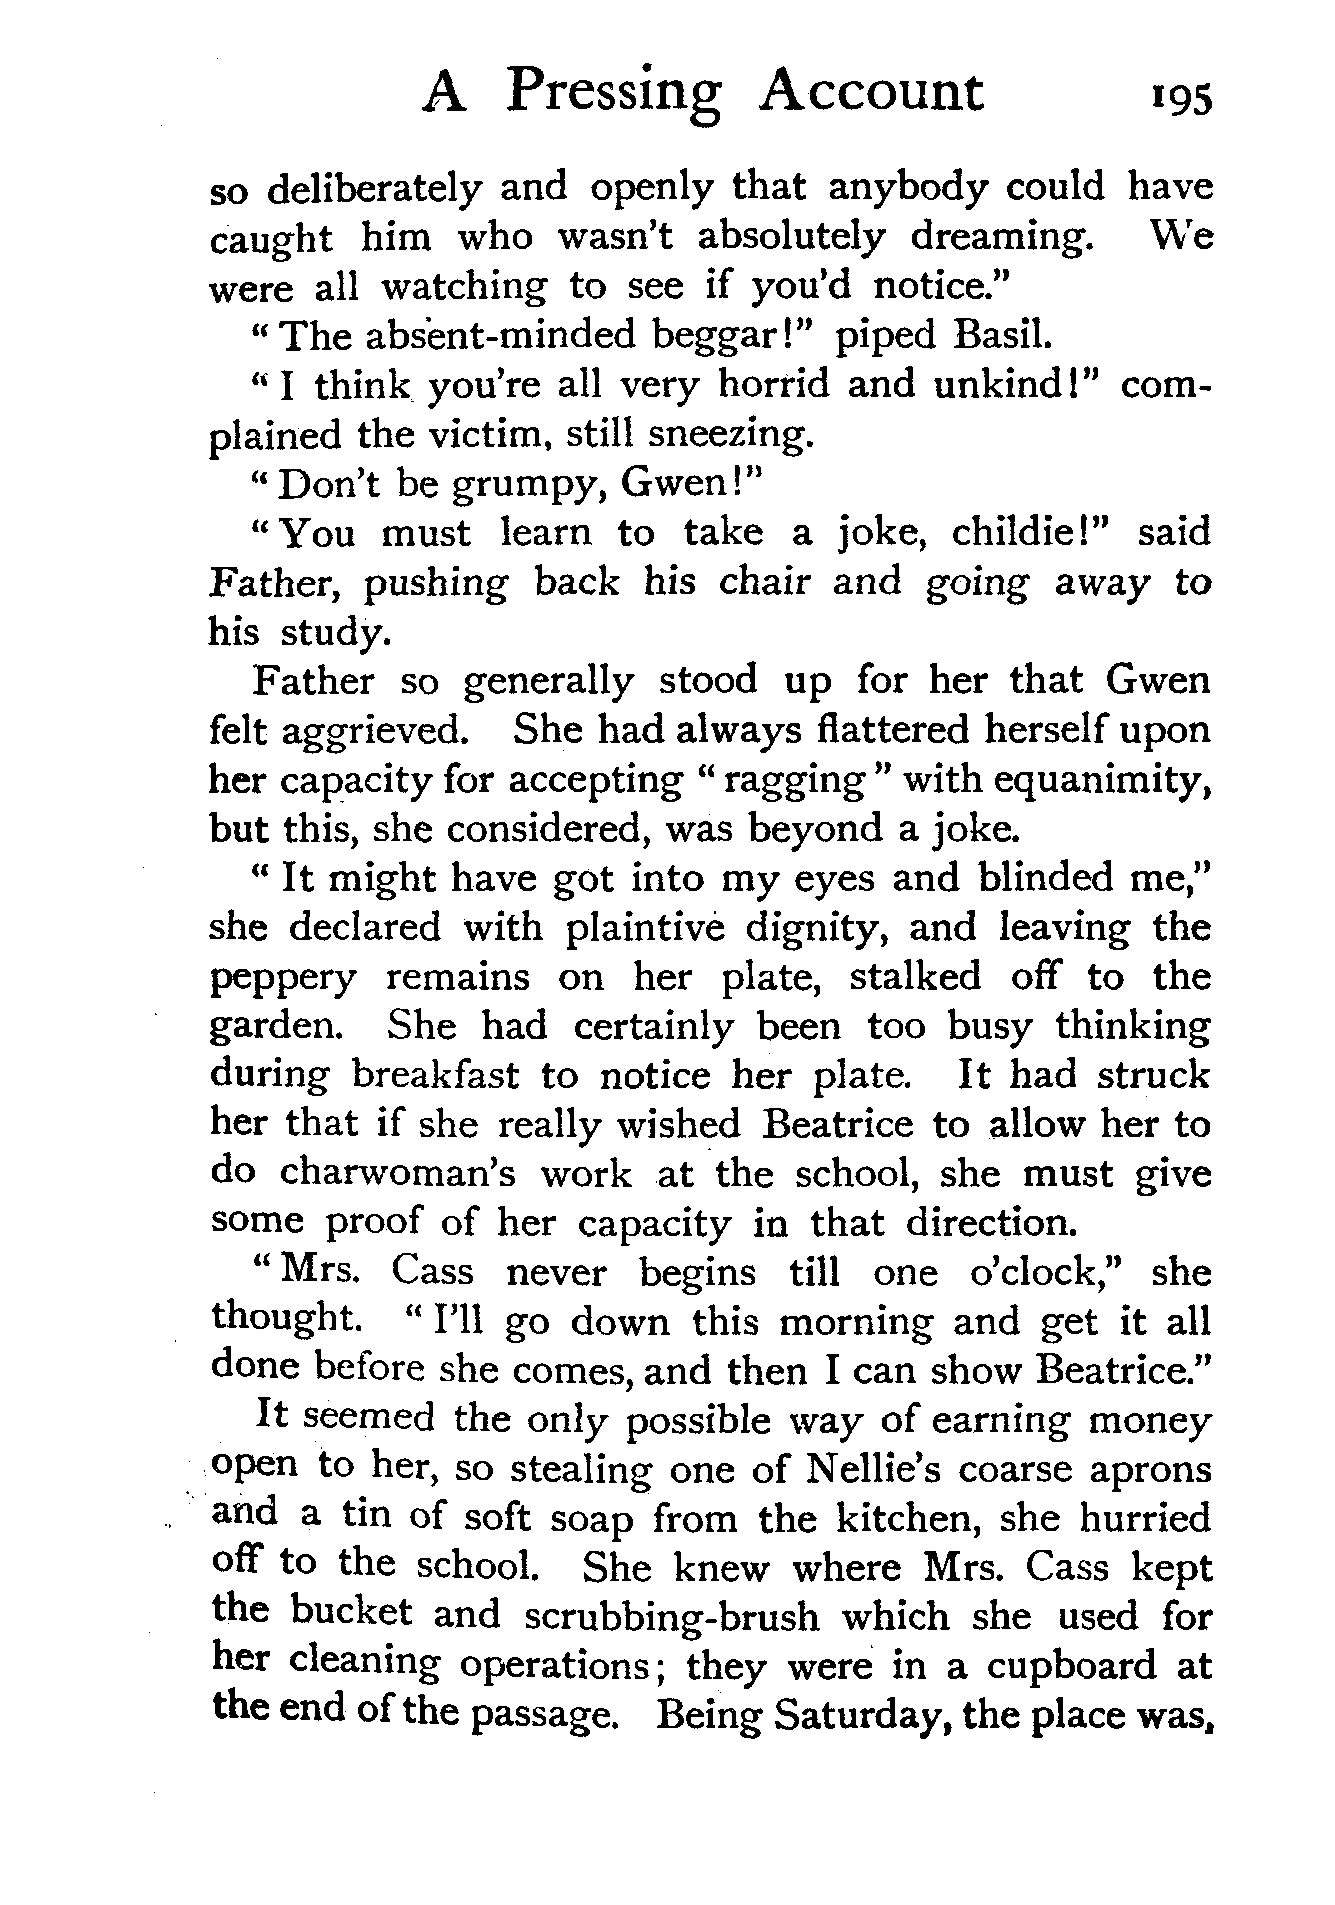 A Pressing Account 195
so deliberately and openly that anybody could have
caught him who wasn't absolutely dreaming. We
were all watching to see if you'd notice."
"The absent-minded beggar!" piped Basil.
"I think you're all very horrid and unkind!" com-
plained the victim, still sneezing.
"Don't be grumpy, Gwen!"
"You must learn to take a joke, childie!" said
Father, pushing back his chair and going away to
his study.
Father so generally stood up for her that Gwen
felt aggrieved. She had always flattered herself upon
her capacity for accepting "ragging" with equanimity,
but this, she considered, was beyond a joke.
"It might have got into my eyes and blinded me,"
she declared with plaintive dignity, and leaving the
peppery remains on her plate, stalked off to the
garden. She had certainly been too busy thinking
during breakfast to notice her plate. It had struck
her that if she really wished Beatrice to allow her to
do charwoman's work at the school, she must give
some proof of her capacity in that direction.
"Mrs. Cass never begins till one o'clock," she
thought. "I'll go down this morning and get it all
done before she comes, and then I can show Beatrice."
It seemed the only possible way of earning money
open to her, so stealing one of Nellie's coarse aprons
and a tin of soft soap from the kitchen, she hurried
off to the school. She knew where Mrs. Cass kept
the bucket and scrubbing-brush which she used for
her cleaning operations; they were in a cupboard at
the end of the passage. Being Saturday, the place was,